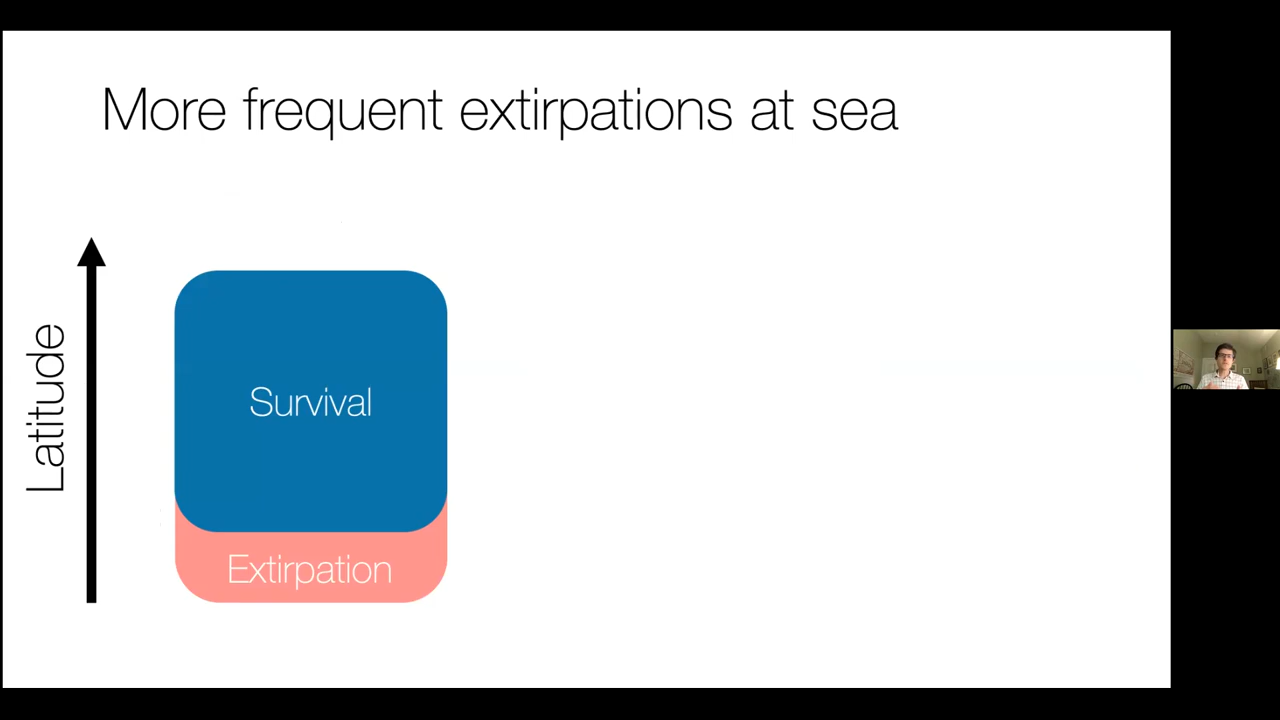 More frequent extirpations at sea
Latitude
Survival
Extirpation